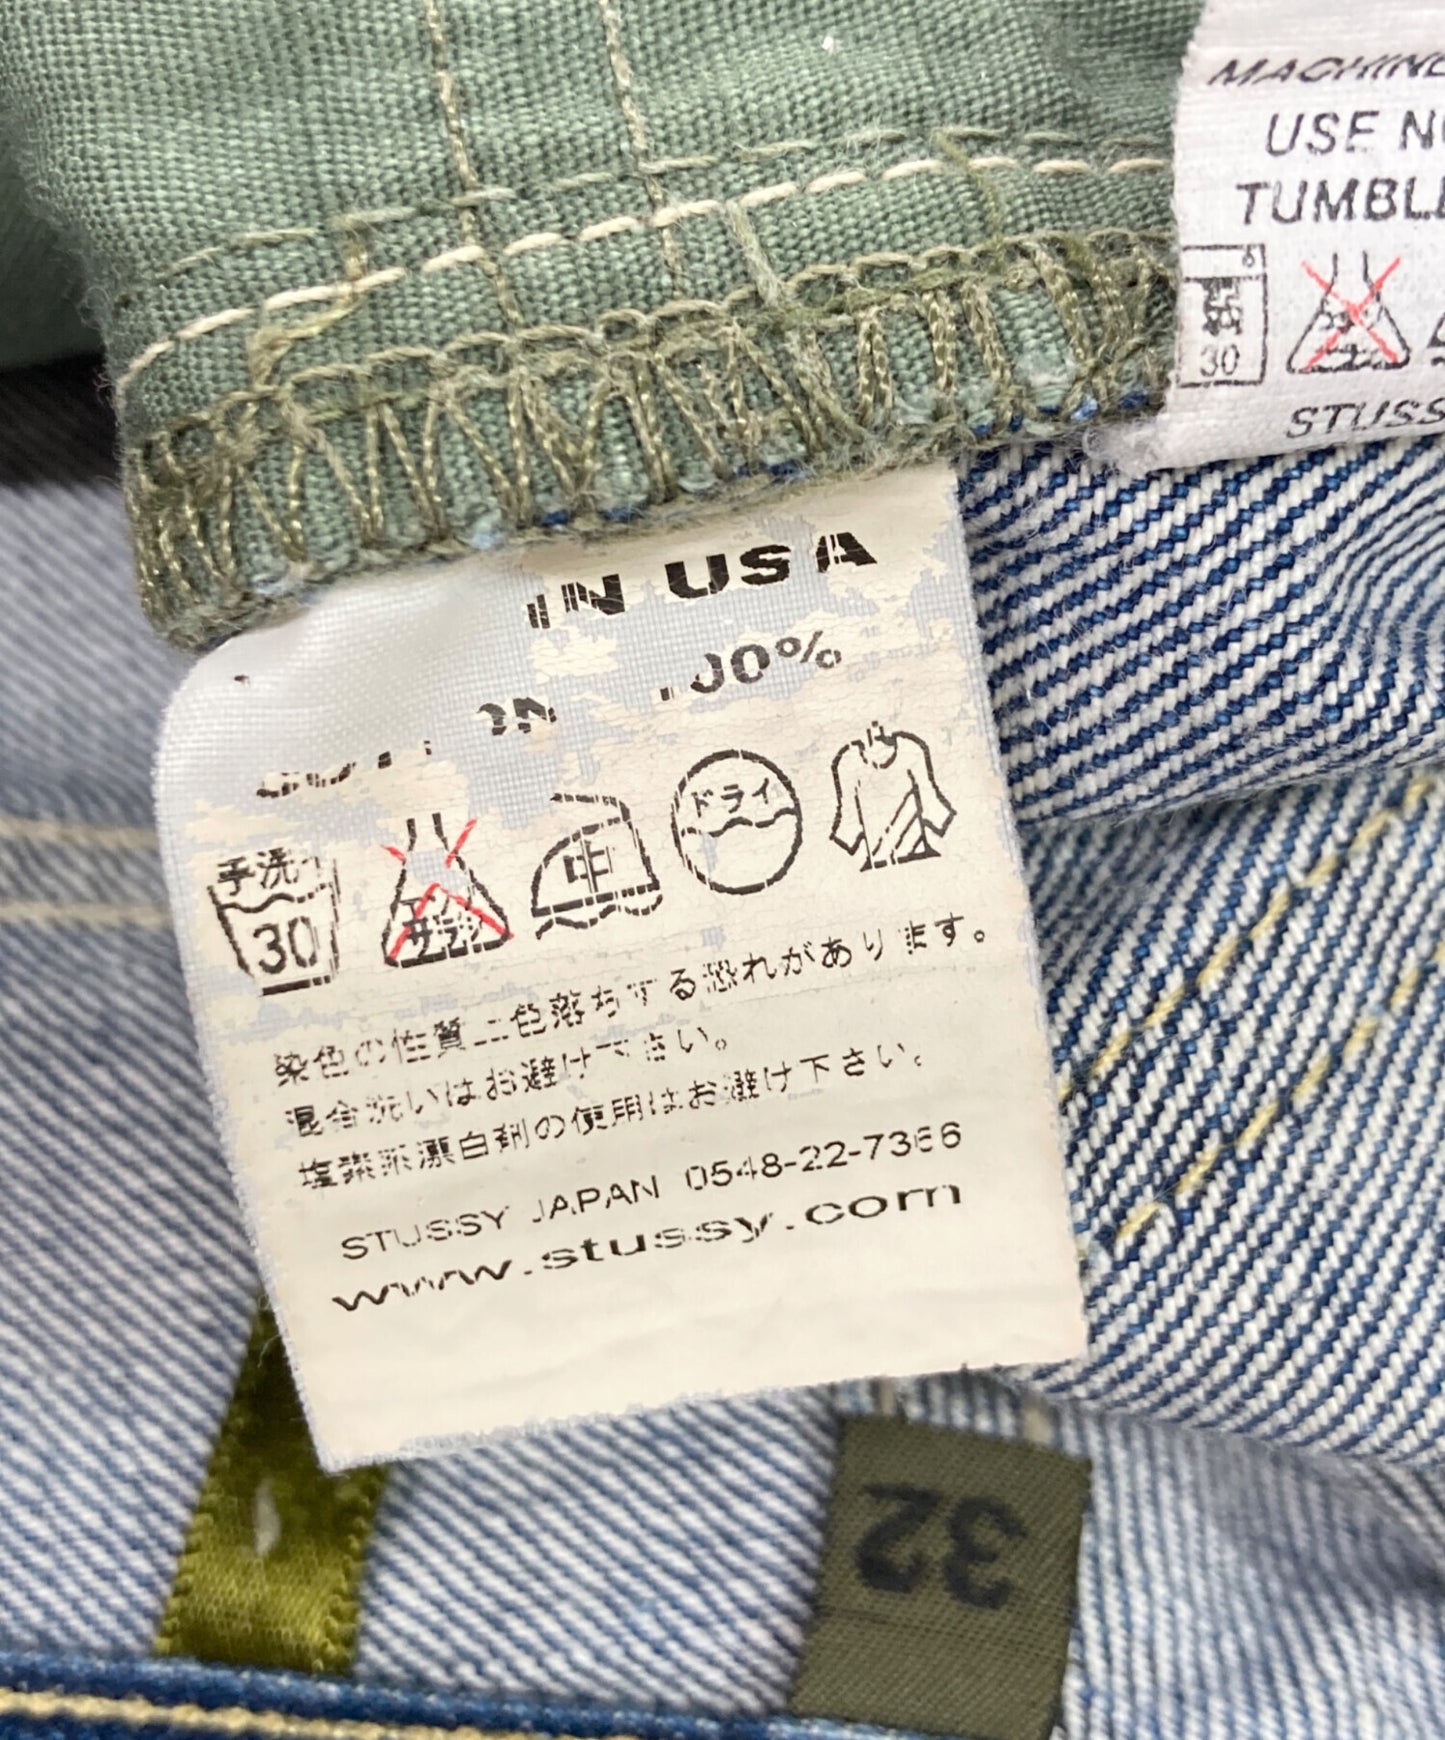 MACHINE
USE
TUMBLE
30
STUSS
IN USA
00%
手洗イ
30
中
ドライ
染色の性質上色落ちする恐れがあります。
混合洗いはお避け下さい。
塩素系漂白剤の使用はお避け下さい。
STUSSY JAPAN 0548-22-7366
www.stussy.com
32